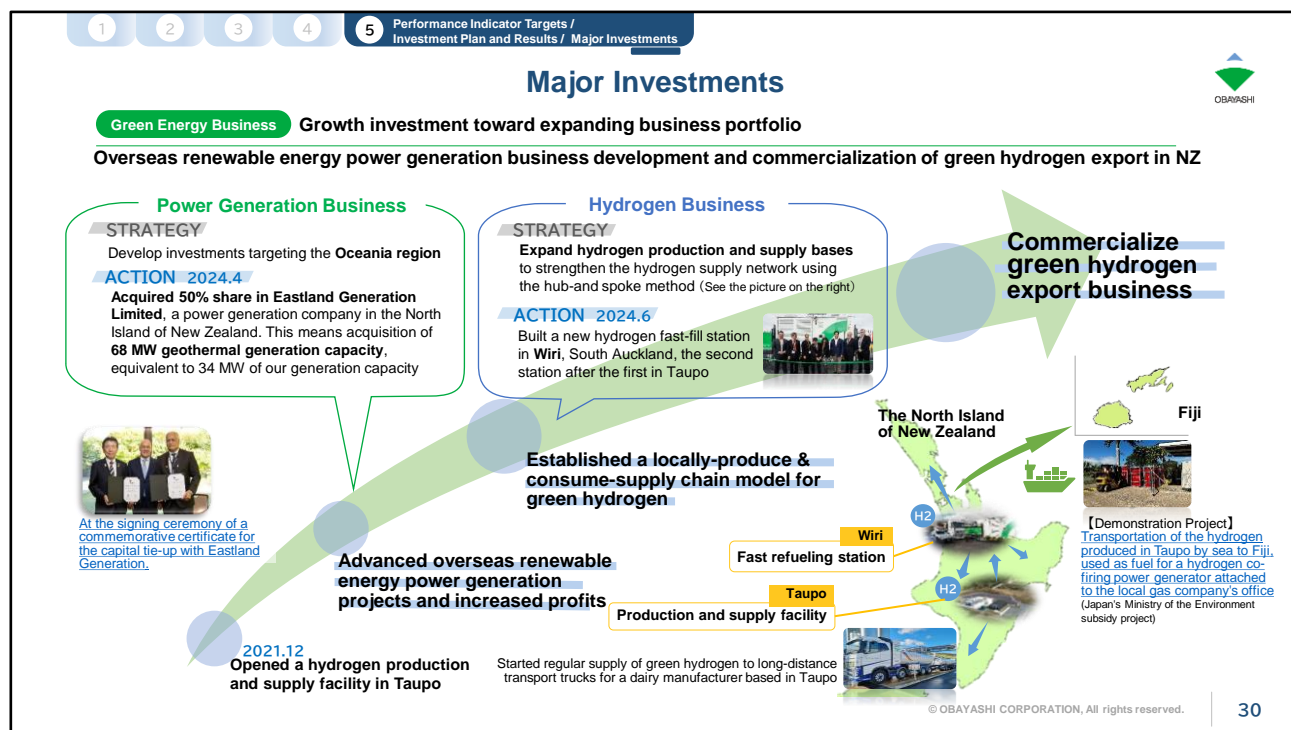 1
2
3
4
5
Performance Indicator Targets /
Investment Plan and Results / Major Investments
Major Investments
OBAYASHI
Green Energy Business
Growth investment toward expanding business portfolio
Overseas renewable energy power generation business development and commercialization of green hydrogen export in NZ
Power Generation Business
STRATEGY
Develop investments targeting the Oceania region
ACTION 2024.4
Acquired 50% share in Eastland Generation
Limited, a power generation company in the North
Island of New Zealand. This means acquisition of
68 MW geothermal generation capacity,
equivalent to 34 MW of our generation capacity
Hydrogen Business
STRATEGY
Expand hydrogen production and supply bases
to strengthen the hydrogen supply network using
the hub-and spoke method (See the picture on the right)
ACTION 2024.6
Built a new hydrogen fast-fill station
in Wiri, South Auckland, the second
station after the first in Taupo
Commercialize
green hydrogen
export business
At the signing ceremony of a
commemorative certificate for
the capital tie-up with Eastland
Generation.
Established a locally-produce &
consume-supply chain model for
green hydrogen
Advanced overseas renewable
energy power generation
projects and increased profits
2021.12
Opened a hydrogen production
and supply facility in Taupo
The North Island
of New Zealand
Fiji
H2
Wiri
Fast refueling station
H2
Taupo
Production and supply facility
【Demonstration Project】
Transportation of the hydrogen
produced in Taupo by sea to Fiji,
used as fuel for a hydrogen co-
firing power generator attached
to the local gas company's office
(Japan's Ministry of the Environment
subsidy project)
Started regular supply of green hydrogen to long-distance
transport trucks for a dairy manufacturer based in Taupo
© OBAYASHI CORPORATION, All rights reserved.
30